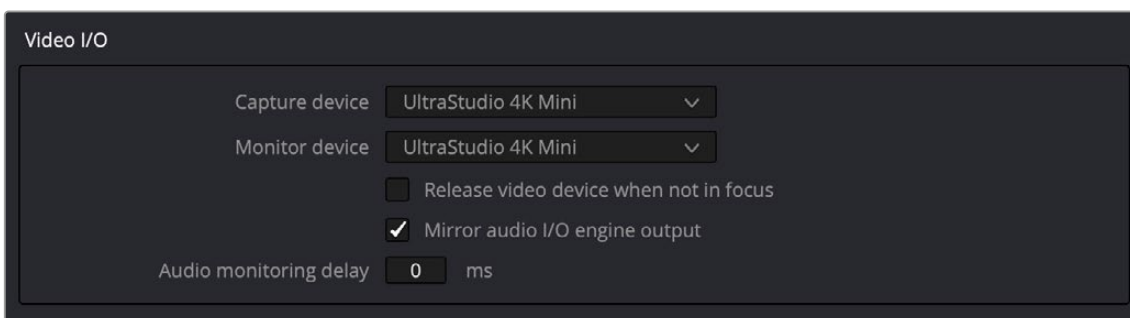 Video I/O
Capture device UltraStudio 4K Mini
Monitor device UltraStudio 4K Mini
Release video device when not in focus
Mirror audio I/O engine output
Audio monitoring delay 0 ms